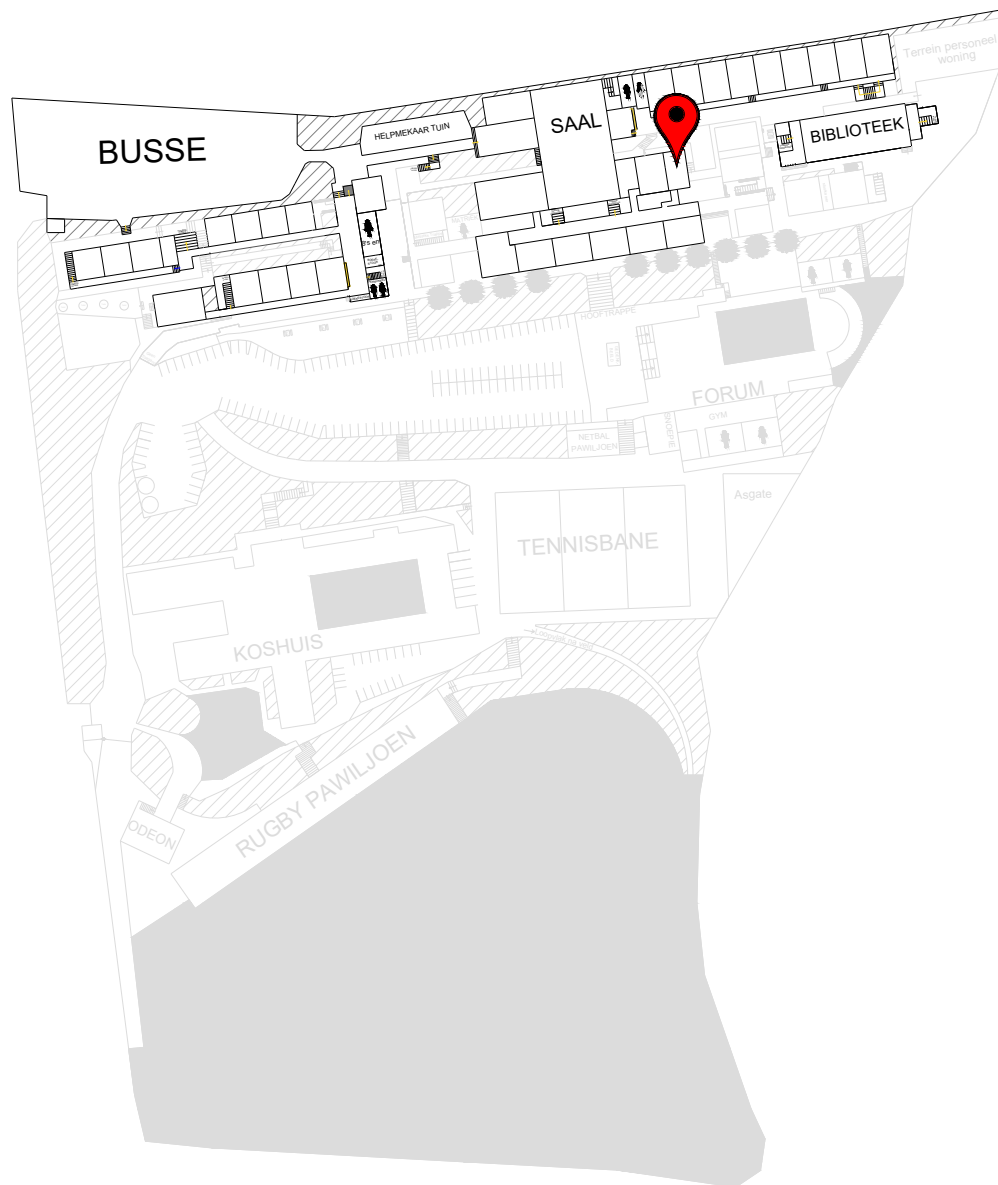 Terrein personeel
woning
BUSSE
HELPMEKAAR TUIN
SAAL
BIBLIOTEEK
HOOFTRAPPE
FORUM
GYM
SNOEPIE
NETBAL
PAWILJOEN
Asgate
TENNISBANE
KOSHUIS
RUGBY PAWILJOEN
ODEON